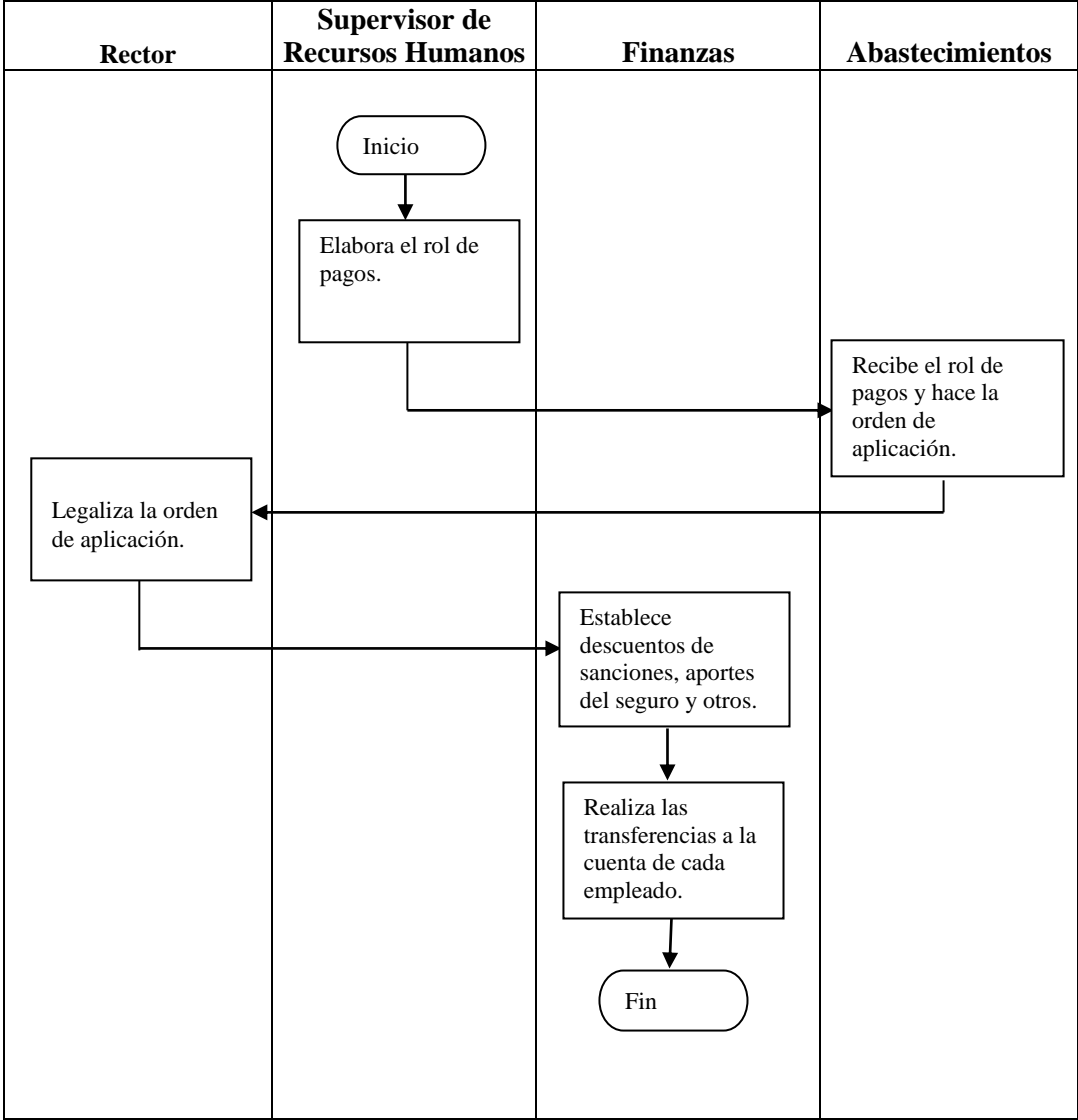 Rector
Supervisor de
Recursos Humanos
Finanzas
Abastecimientos
Inicio
Elabora el rol de
pagos.
Recibe el rol de
pagos y hace la
orden de
aplicación.
Legaliza la orden
de aplicación.
Establece
descuentos de
sanciones, aportes
del seguro y otros.
Realiza las
transferencias a la
cuenta de cada
empleado.
Fin